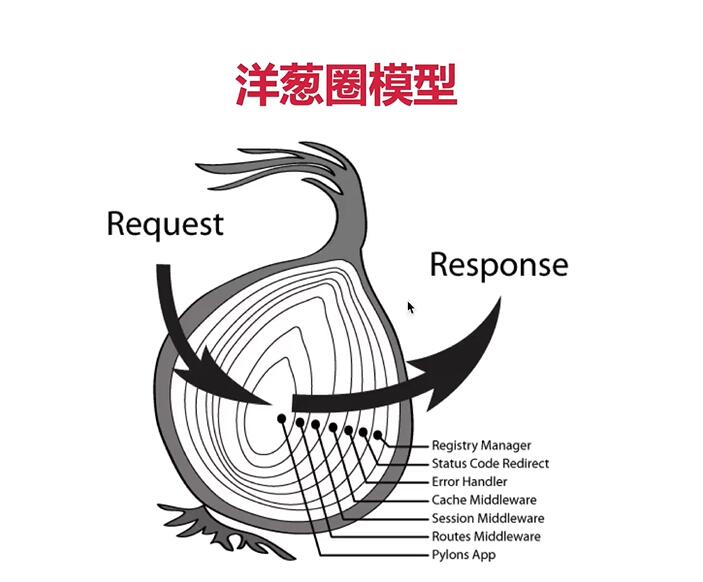 洋葱圈模型
Request
Response
Registry Manager
Status Code Redirect
Error Handler
Cache Middleware
Session Middleware
Routes Middleware
Pylons App